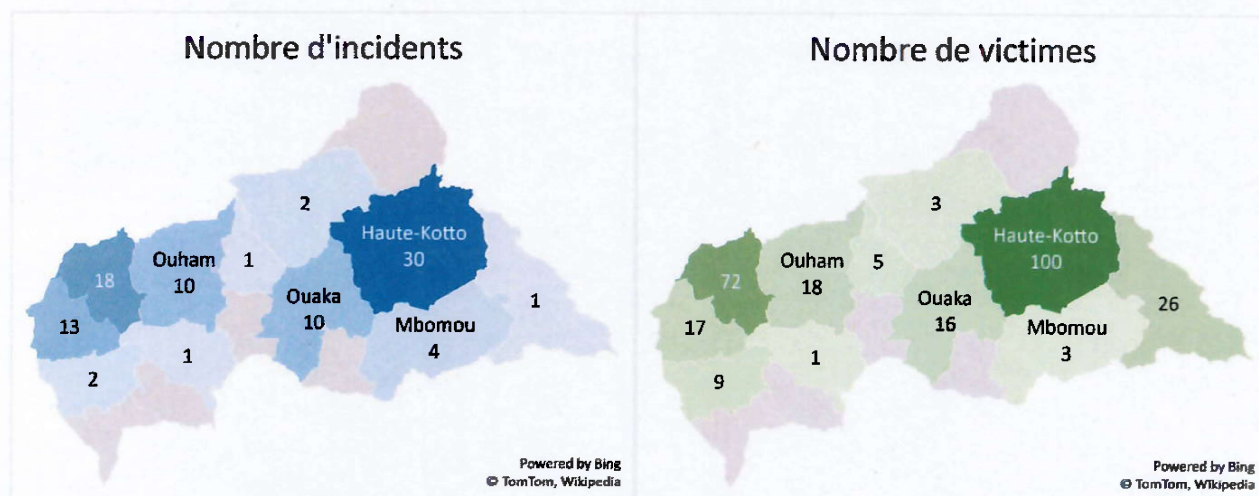 Nombre d'incidents
2
Haute-Kotto
30
Ouham
10
1
18
Ouaka
10
1
13
Mbomou
4
1
2
Powered by Bing
© TomTom, Wikipedia
Nombre de victimes
3
Haute-Kotto
100
Ouham
18
5
72
Ouaka
16
26
17
Mbomou
3
1
9
Powered by Bing
© TomTom, Wikipedia